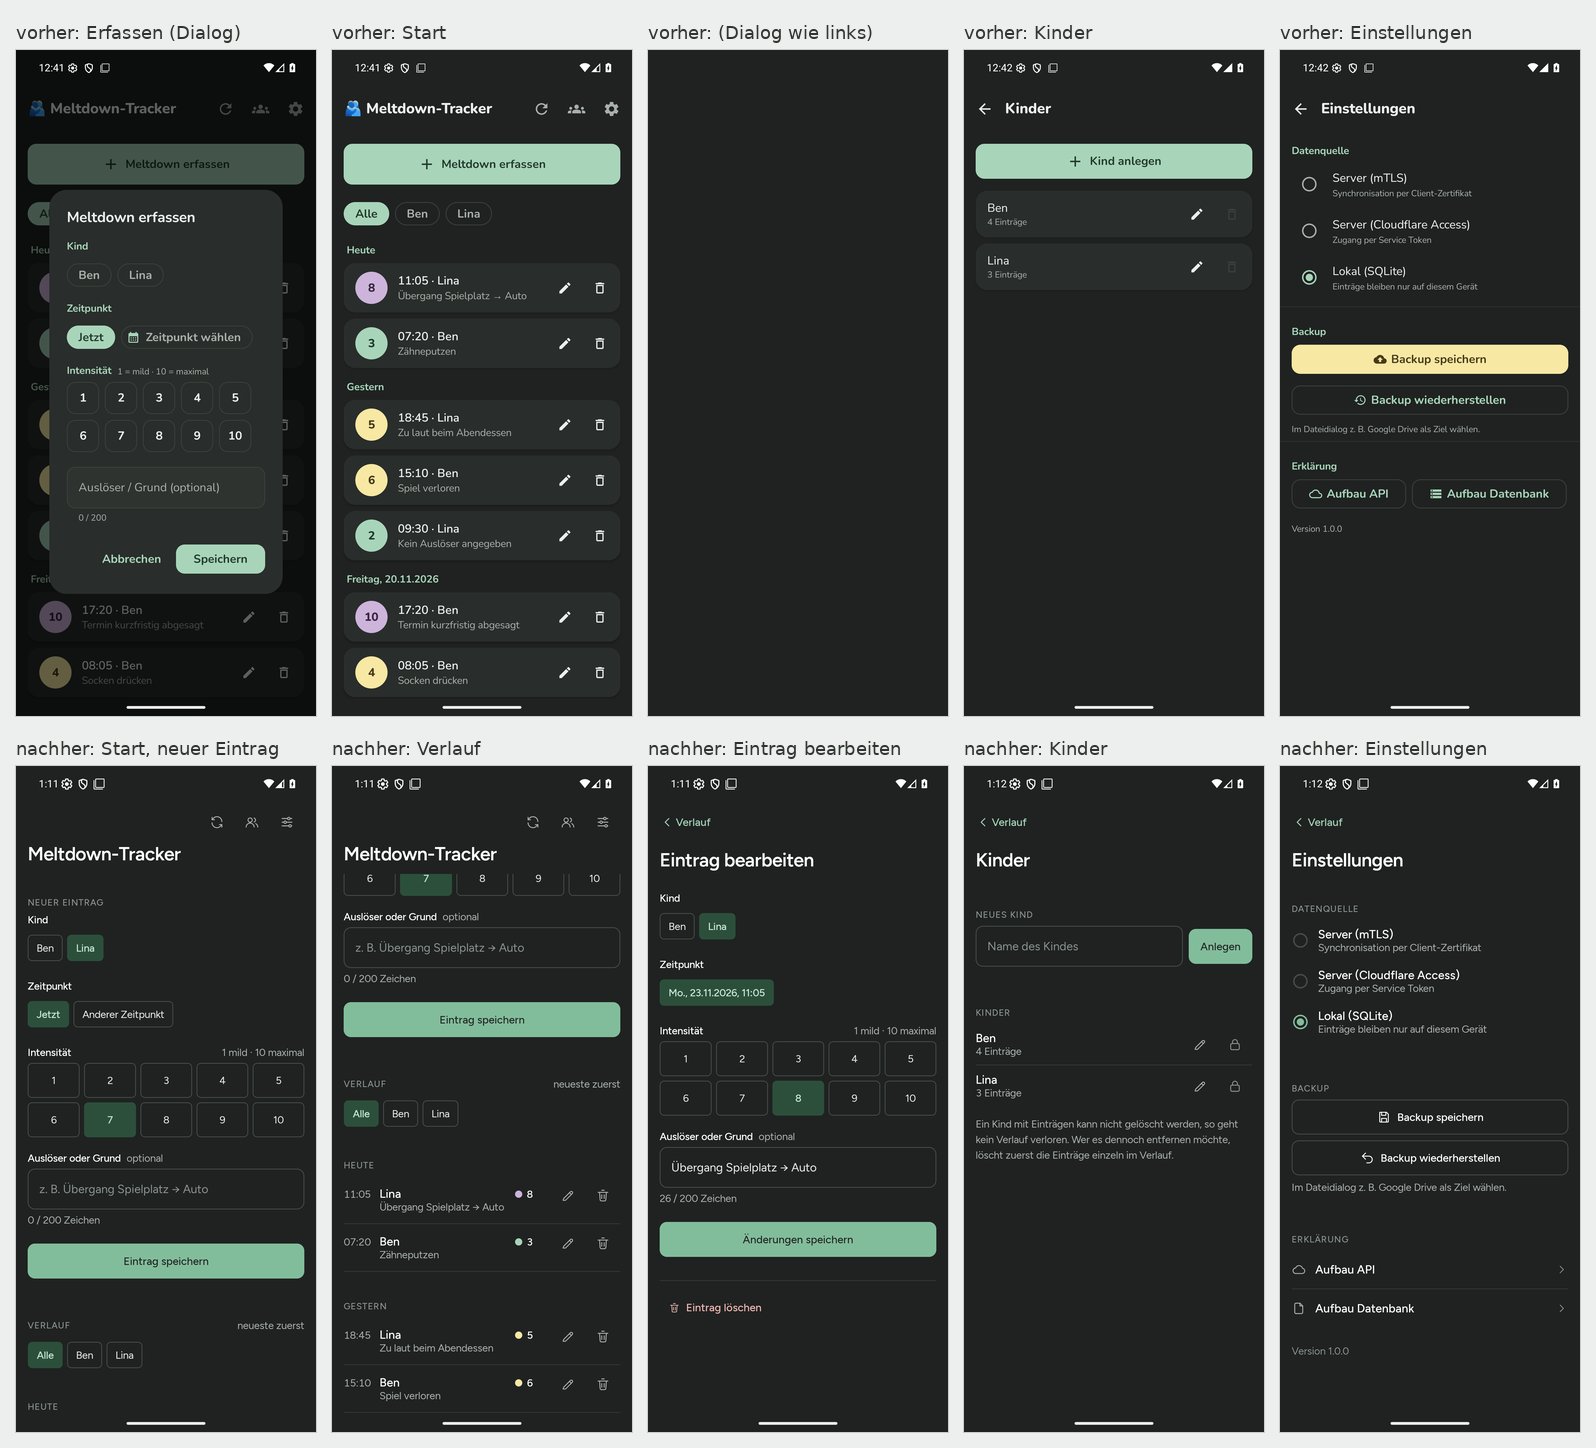 vorher: Erfassen (Dialog)
12:41
Meltdown-Tracker
Meltdown erfassen
Meltdown erfassen
Kind
Ben
Lina
Zeitpunkt
Jetzt
Zeitpunkt wählen
Intensität 1 = mild · 10 = maximal
1 2 3 4 5
6 7 8 9 10
Auslöser / Grund (optional)
0 / 200
Abbrechen
Speichern
Al
Heu
Ges
Frei
10
17:20 · Ben
Termin kurzfristig abgesagt
4
08:05 · Ben
Socken drücken
vorher: Start
12:41
Meltdown-Tracker
Meltdown erfassen
Alle
Ben
Lina
Heute
8
11:05 · Lina
Übergang Spielplatz → Auto
3
07:20 · Ben
Zähneputzen
Gestern
5
18:45 · Lina
Zu laut beim Abendessen
6
15:10 · Ben
Spiel verloren
2
09:30 · Lina
Kein Auslöser angegeben
Freitag, 20.11.2026
10
17:20 · Ben
Termin kurzfristig abgesagt
4
08:05 · Ben
Socken drücken
vorher: (Dialog wie links)
vorher: Kinder
12:42
Kinder
Kind anlegen
Ben
4 Einträge
Lina
3 Einträge
vorher: Einstellungen
12:42
Einstellungen
Datenquelle
Server (mTLS)
Synchronisation per Client-Zertifikat
Server (Cloudflare Access)
Zugang per Service Token
Lokal (SQLite)
Einträge bleiben nur auf diesem Gerät
Backup
Backup speichern
Backup wiederherstellen
Im Dateidialog z. B. Google Drive als Ziel wählen.
Erklärung
Aufbau API
Aufbau Datenbank
Version 1.0.0
nachher: Start, neuer Eintrag
1:11
Meltdown-Tracker
NEUER EINTRAG
Kind
Ben
Lina
Zeitpunkt
Jetzt
Anderer Zeitpunkt
Intensität 1 mild · 10 maximal
1 2 3 4 5
6 7 8 9 10
Auslöser oder Grund optional
z. B. Übergang Spielplatz → Auto
0 / 200 Zeichen
Eintrag speichern
VERLAUF neueste zuerst
Alle
Ben
Lina
HEUTE
nachher: Verlauf
1:11
Meltdown-Tracker
6 7 8 9 10
Auslöser oder Grund optional
z. B. Übergang Spielplatz → Auto
0 / 200 Zeichen
Eintrag speichern
VERLAUF neueste zuerst
Alle
Ben
Lina
HEUTE
11:05 Lina 8
Übergang Spielplatz → Auto
07:20 Ben 3
Zähneputzen
GESTERN
18:45 Lina 5
Zu laut beim Abendessen
15:10 Ben 6
Spiel verloren
nachher: Eintrag bearbeiten
1:11
Verlauf
Eintrag bearbeiten
Kind
Ben
Lina
Zeitpunkt
Mo., 23.11.2026, 11:05
Intensität 1 mild · 10 maximal
1 2 3 4 5
6 7 8 9 10
Auslöser oder Grund optional
Übergang Spielplatz → Auto
26 / 200 Zeichen
Änderungen speichern
Eintrag löschen
nachher: Kinder
1:12
Verlauf
Kinder
NEUES KIND
Name des Kindes
Anlegen
KINDER
Ben
4 Einträge
Lina
3 Einträge
Ein Kind mit Einträgen kann nicht gelöscht werden, so geht
kein Verlauf verloren. Wer es dennoch entfernen möchte,
löscht zuerst die Einträge einzeln im Verlauf.
nachher: Einstellungen
1:12
Verlauf
Einstellungen
DATENQUELLE
Server (mTLS)
Synchronisation per Client-Zertifikat
Server (Cloudflare Access)
Zugang per Service Token
Lokal (SQLite)
Einträge bleiben nur auf diesem Gerät
BACKUP
Backup speichern
Backup wiederherstellen
Im Dateidialog z. B. Google Drive als Ziel wählen.
ERKLÄRUNG
Aufbau API
Aufbau Datenbank
Version 1.0.0